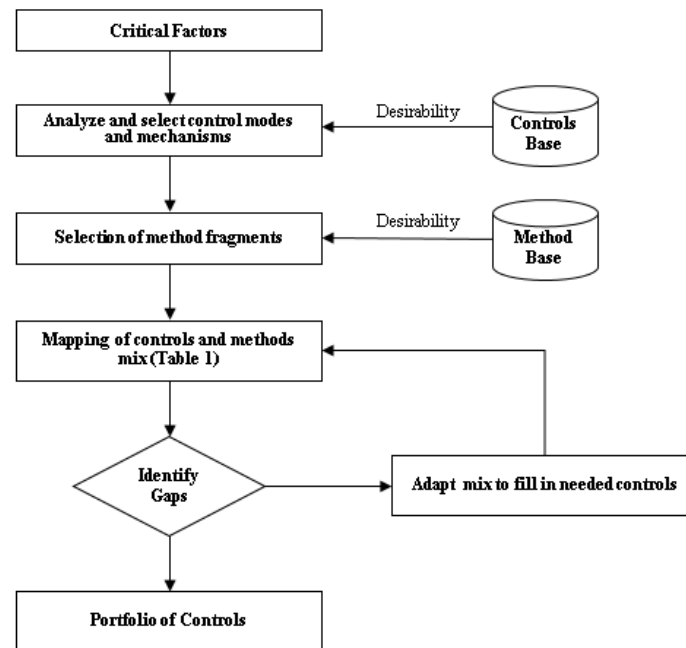 Critical Factors
Analyze and select control modes
and mechanisms
Desirability
Controls
Base
Selection of method fragments
Desirability
Method
Base
Mapping of controls and methods
mix (Table 1)
Identify
Gaps
Adapt mix to fill in needed controls
Portfolio of Controls